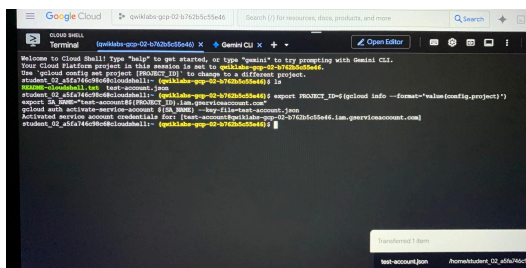 Google Cloud
qwiklabs-gcp-02-b762b5c55e46
Search (/) for resources, docs, products, and more
Search
CLOUD SHELL
Terminal
(qwiklabs-gcp-02-b762b5c55e46) ×
Gemini CLI ×
+
Open Editor
Welcome to Cloud Shell! Type "help" to get started, or type "gemini" to try prompting with Gemini CLI.
Your Cloud Platform project in this session is set to qwiklabs-gcp-02-b762b5c55e46.
Use `gcloud config set project [PROJECT_ID]` to change to a different project.
student_02_a5fa746c98c6@cloudshell:~ (qwiklabs-gcp-02-b762b5c55e46)$ ls
README-cloudshell.txt test-account.json
student_02_a5fa746c98c6@cloudshell:~ (qwiklabs-gcp-02-b762b5c55e46)$ export PROJECT_ID=$(gcloud info --format='value(config.project)')
export SA_NAME="test-account@${PROJECT_ID}.iam.gserviceaccount.com"
gcloud auth activate-service-account ${SA_NAME} --key-file=test-account.json
Activated service account credentials for: [test-account@qwiklabs-gcp-02-b762b5c55e46.iam.gserviceaccount.com]
student_02_a5fa746c98c6@cloudshell:~ (qwiklabs-gcp-02-b762b5c55e46)$
Transferred 1 item
test-account.json /home/student_02_a5fa746c9